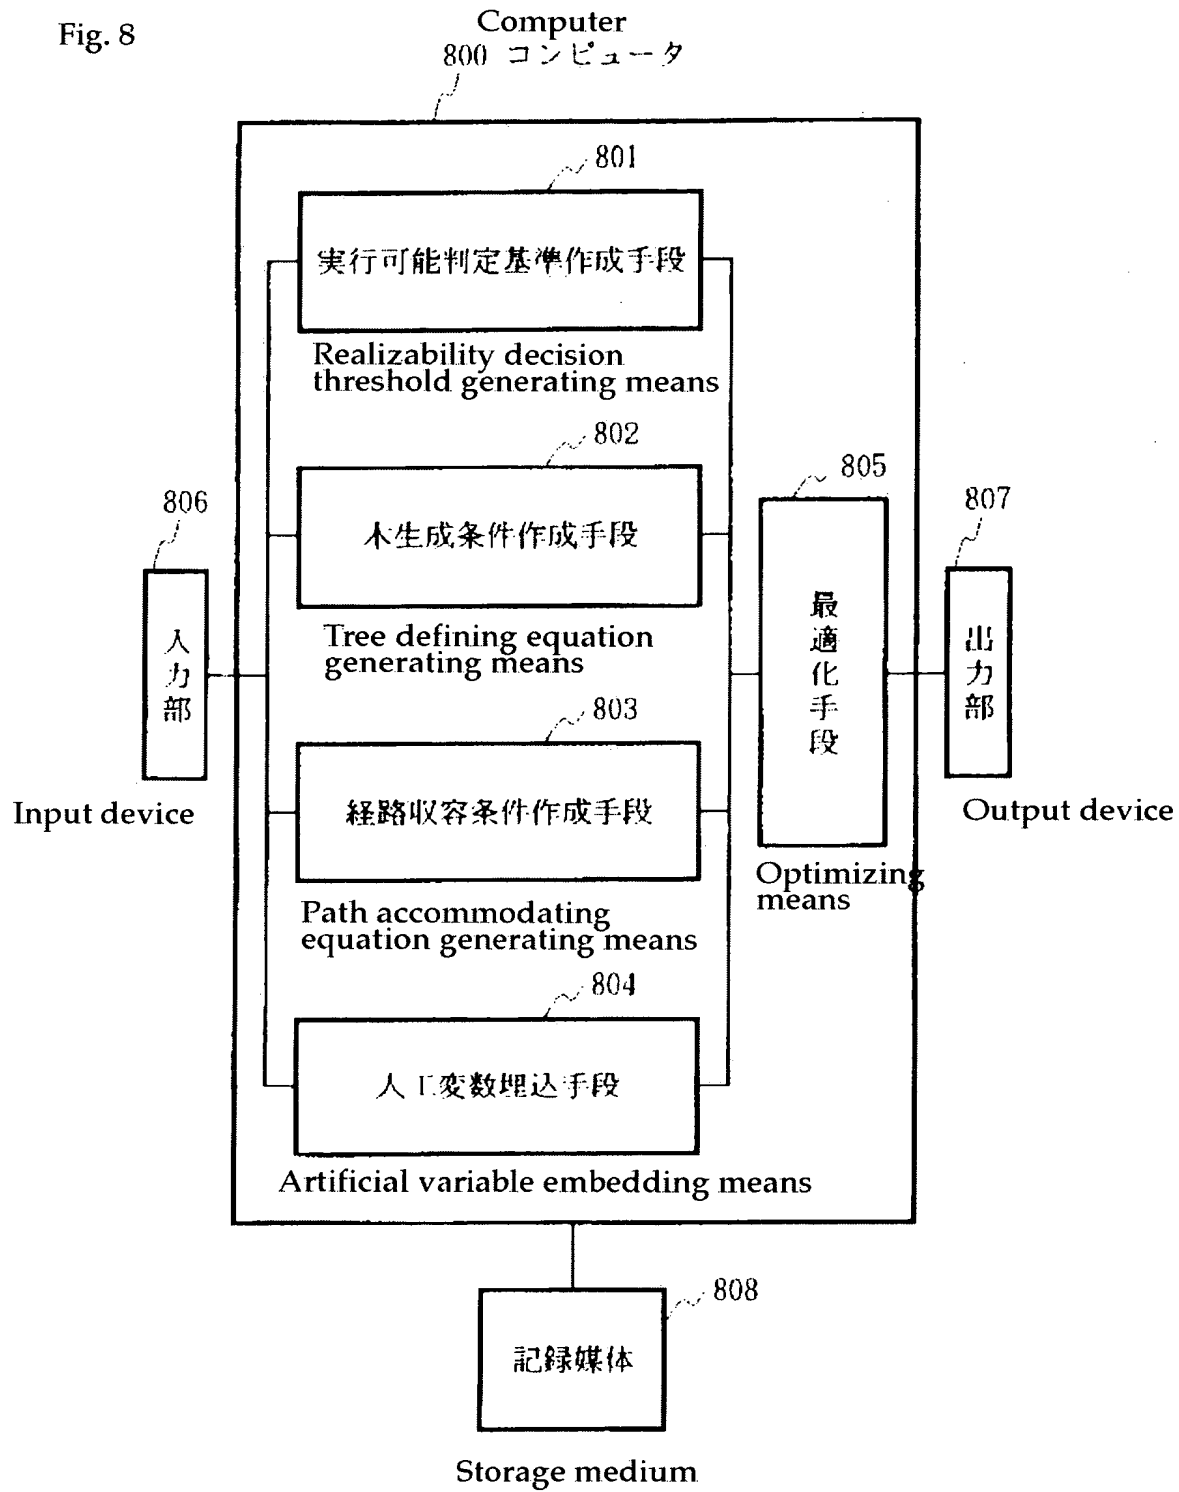 Fig. 8
Computer
800 コンピュータ
801
実行可能判定基準作成手段
Realizability decision
threshold generating means
802
木生成条件作成手段
Tree defining equation
generating means
803
経路収容条件作成手段
Path accommodating
equation generating means
804
人工変数埋込手段
Artificial variable embedding means
805
最適化手段
Optimizing
means
806
入力部
Input device
807
出力部
Output device
808
記録媒体
Storage medium